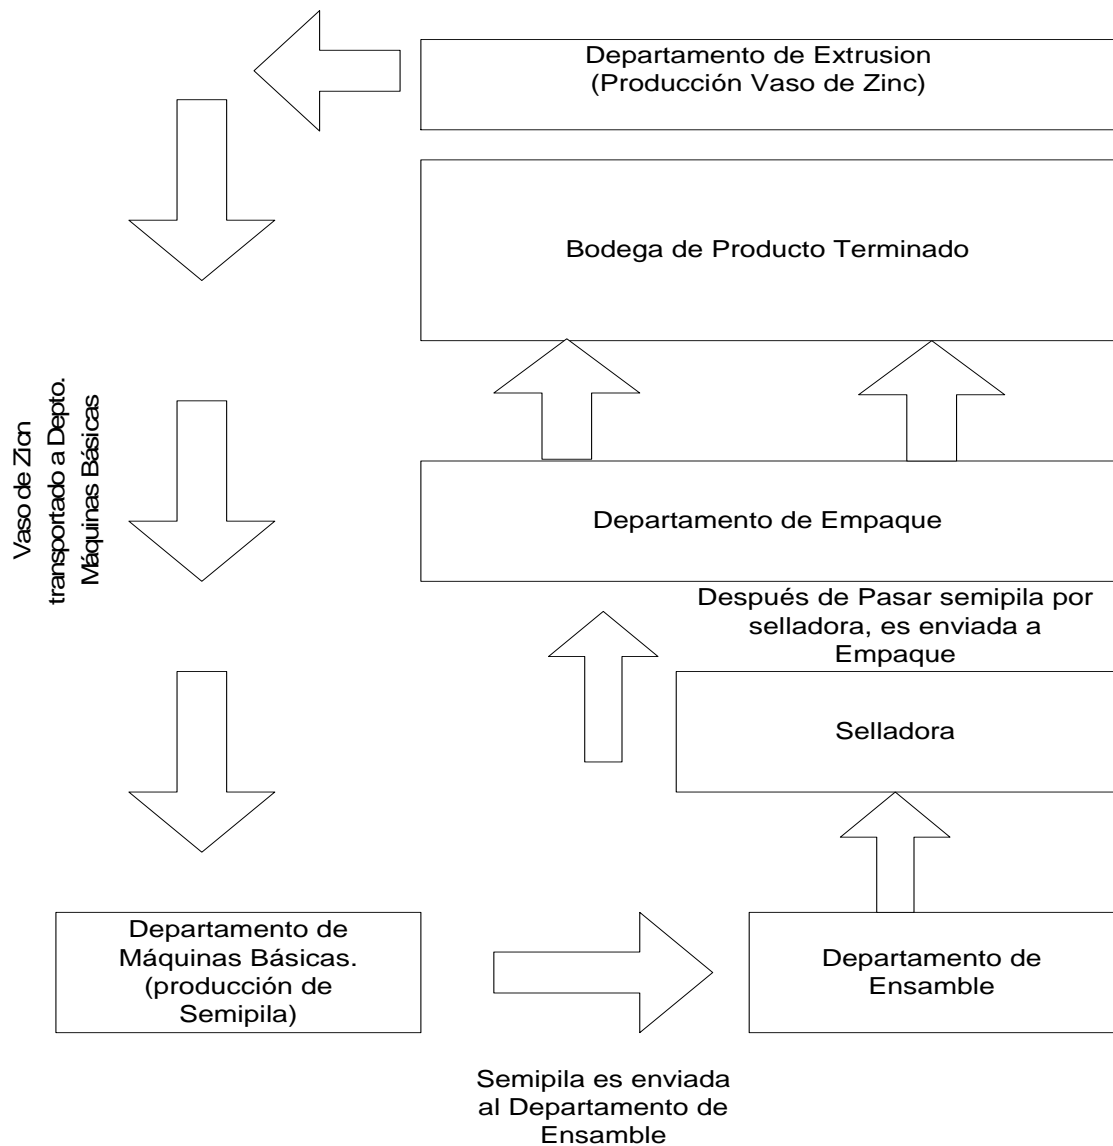 Departamento de Extrusion
(Producción Vaso de Zinc)
Bodega de Producto Terminado
Vaso de Zicn
transportado a Depto.
Máquinas Básicas
Departamento de Empaque
Después de Pasar semipila por
selladora, es enviada a
Empaque
Selladora
Departamento de
Máquinas Básicas.
(producción de
Semipila)
Departamento de
Ensamble
Semipila es enviada
al Departamento de
Ensamble